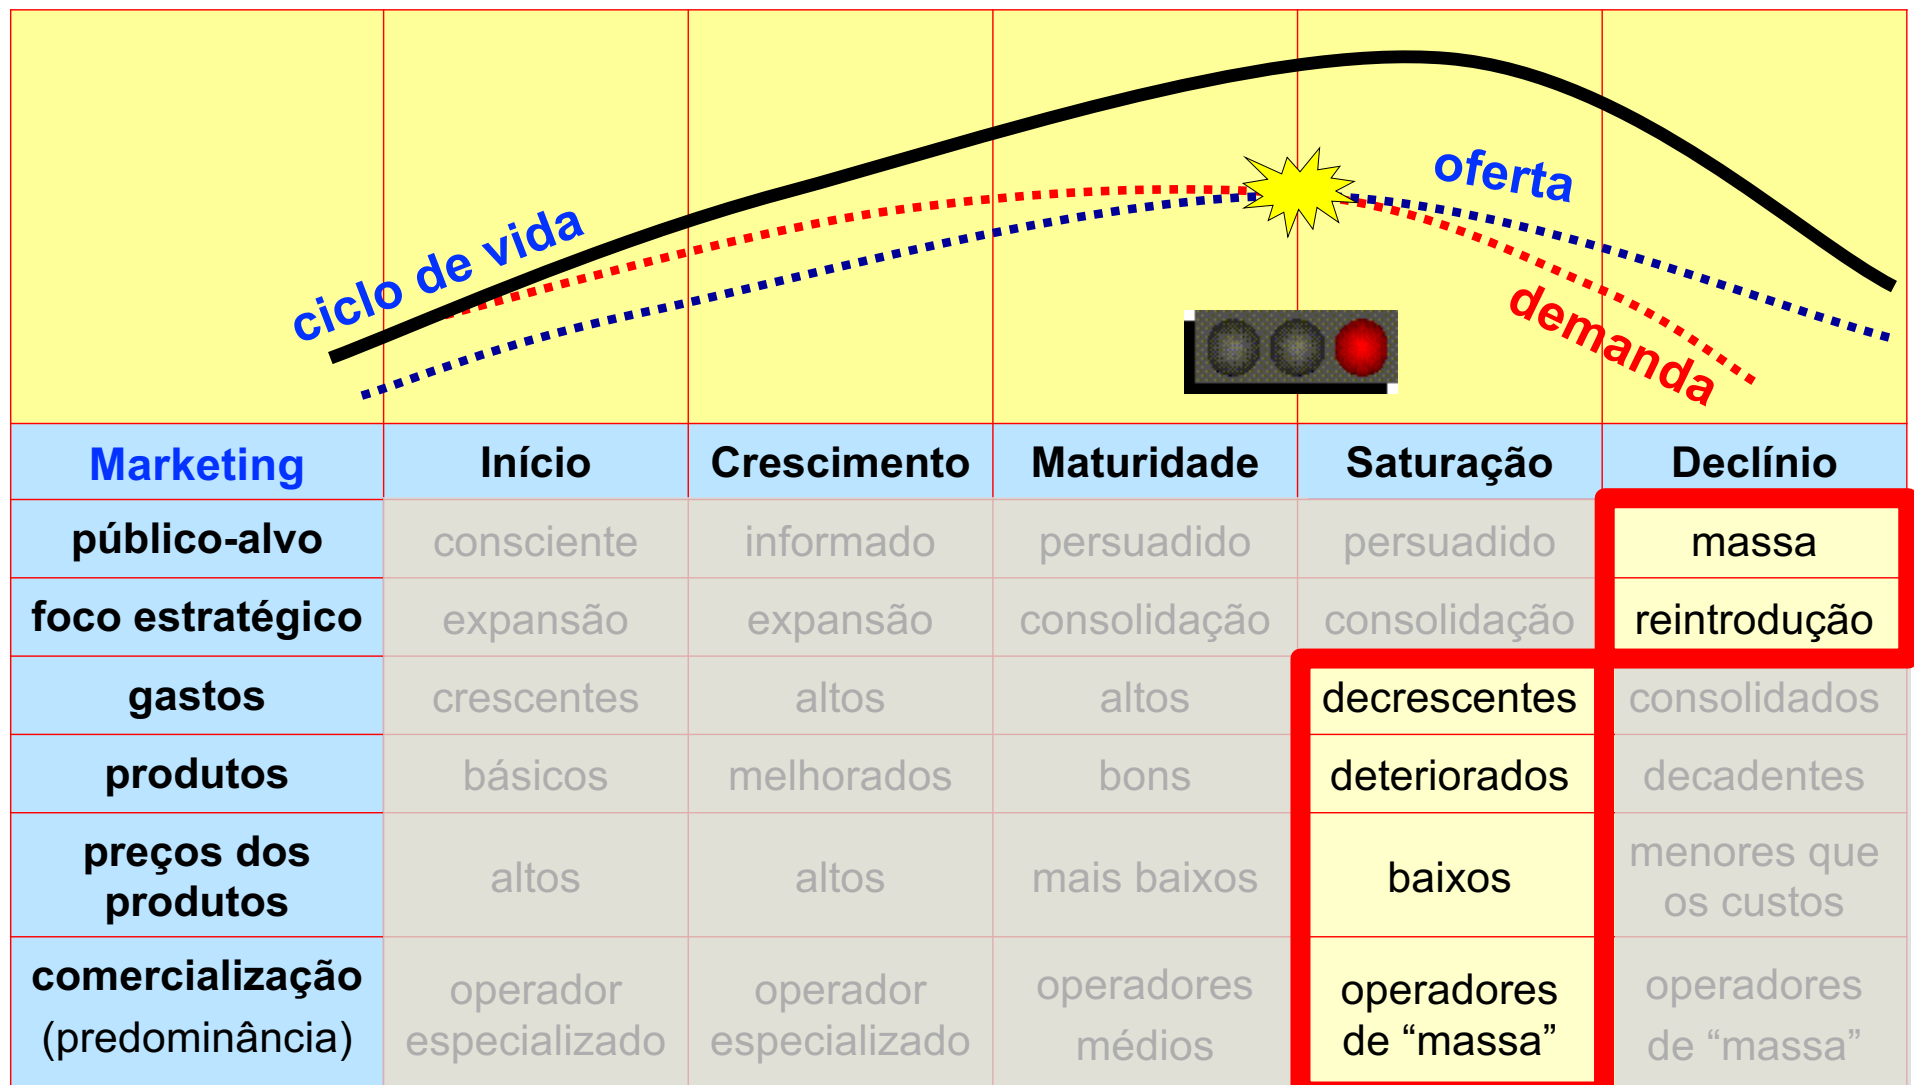 ciclo de vida
oferta
demanda
Marketing Início Crescimento Maturidade Saturação Declínio
público-alvo consciente informado persuadido persuadido massa
foco estratégico expansão expansão consolidação consolidação reintrodução
gastos crescentes altos altos decrescentes consolidados
produtos básicos melhorados bons deteriorados decadentes
preços dos
produtos
altos altos mais baixos baixos
menores que
os custos
comercialização
(predominância)
operador
especializado
operador
especializado
operadores
médios
operadores
de “massa”
operadores
de “massa”